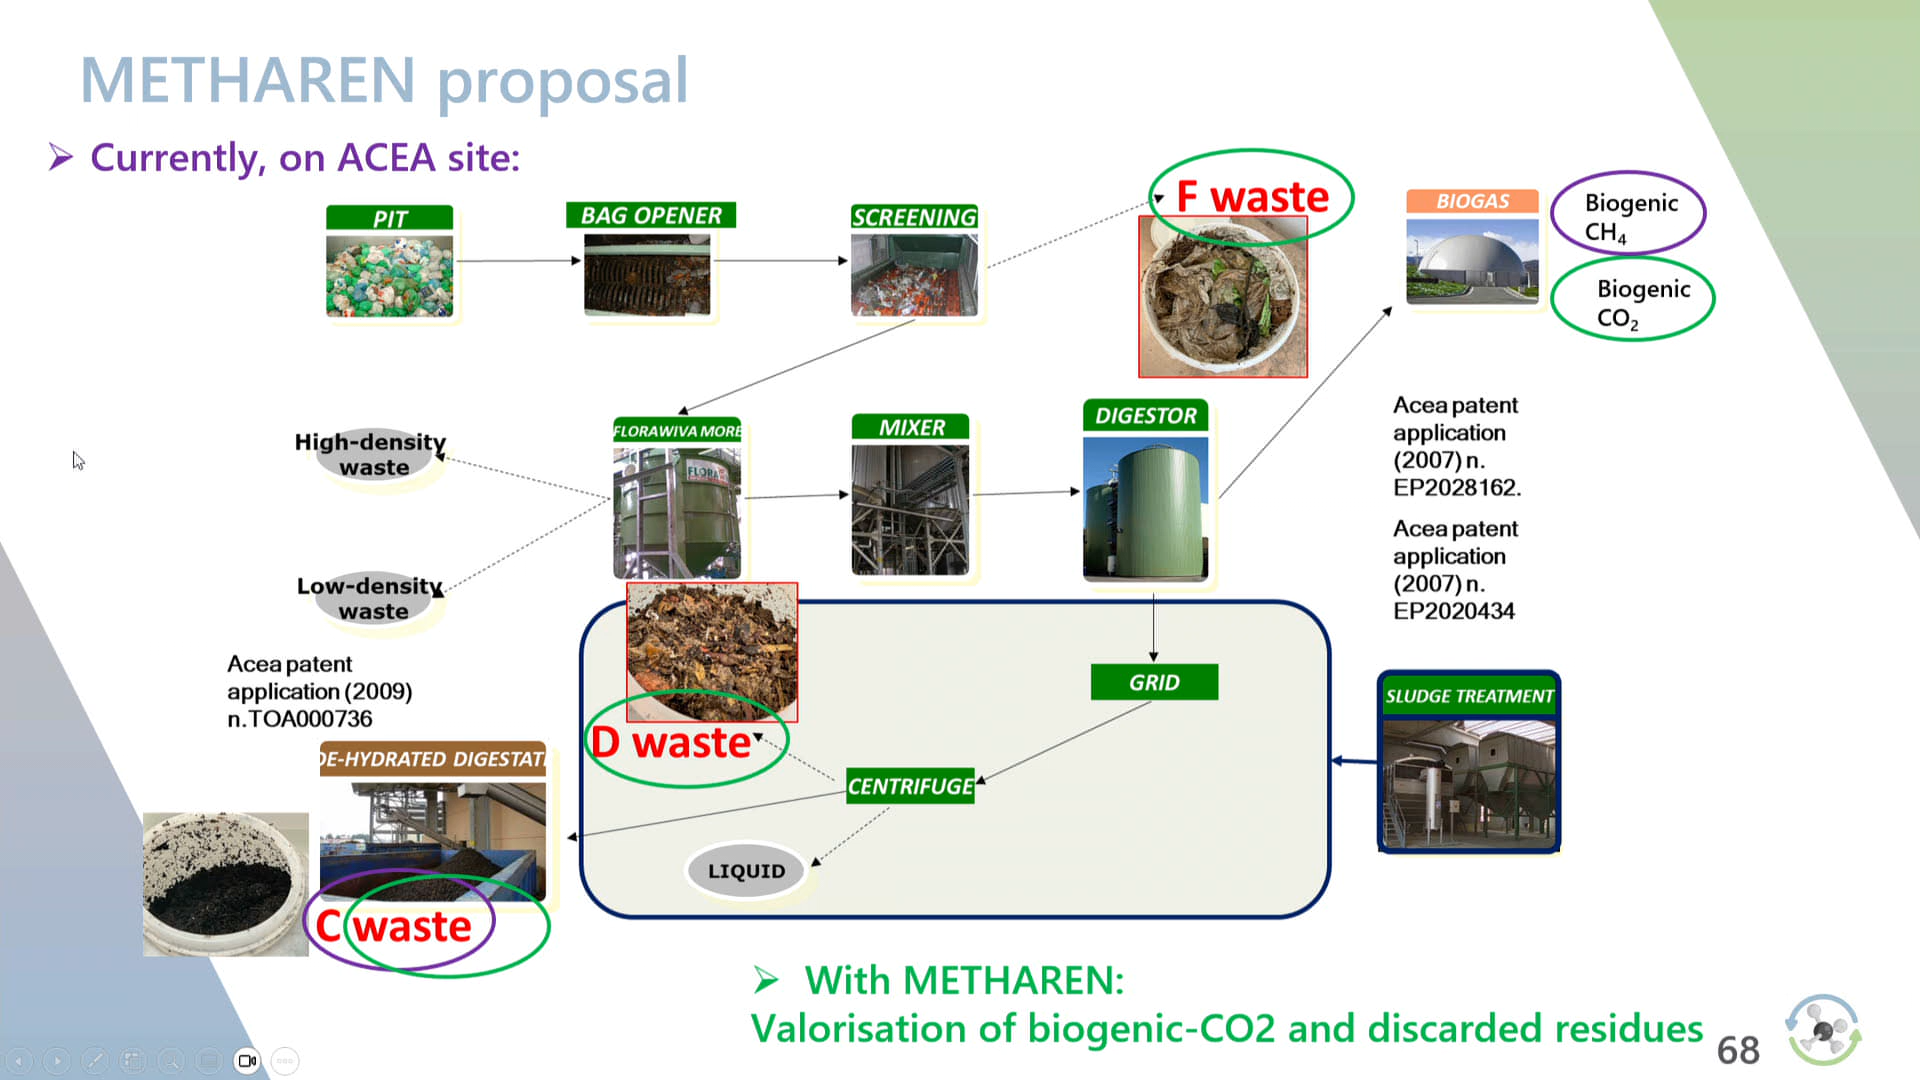 METHAREN proposal
➢ Currently, on ACEA site:
PIT
BAG OPENER
SCREENING
F waste
BIOGAS
Biogenic
CH₄
Biogenic
CO₂
High-density
waste
Low-density
waste
FLORAWIVA MORE
FLORA
MIXER
DIGESTOR
Acea patent
application
(2007) n.
EP2028162.
Acea patent
application
(2007) n.
EP2020434
Acea patent
application (2009)
n.TOA000736
DE-HYDRATED DIGESTAT
C waste
D waste
GRID
CENTRIFUGE
LIQUID
SLUDGE TREATMENT
➢ With METHAREN:
Valorisation of biogenic-CO2 and discarded residues
68